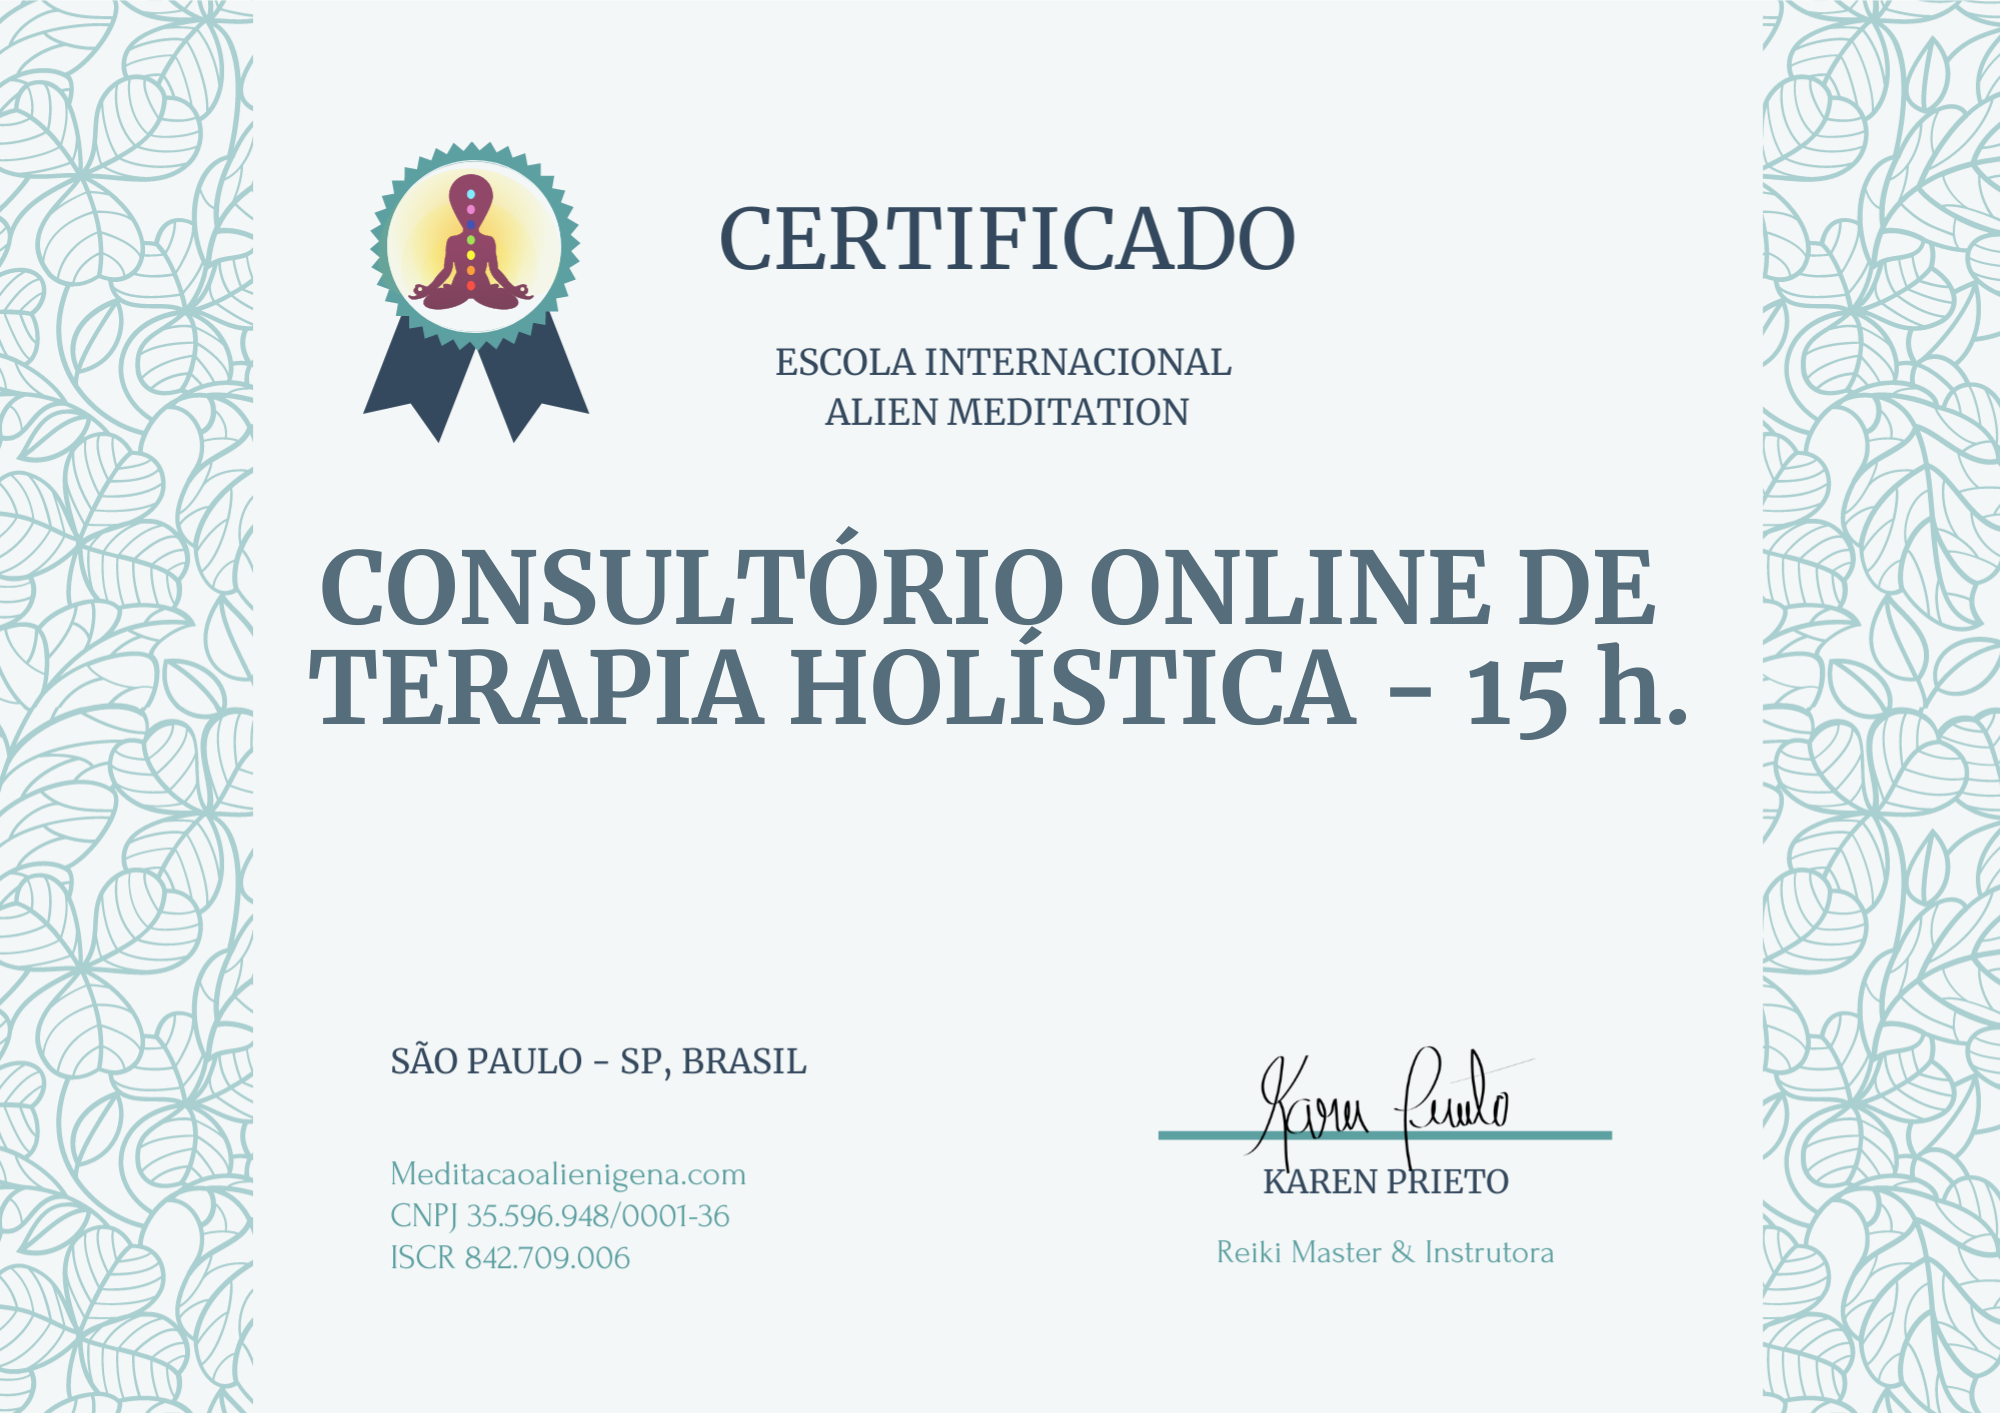 CERTIFICADO
ESCOLA INTERNACIONAL
ALIEN MEDITATION
CONSULTÓRIO ONLINE DE
TERAPIA HOLÍSTICA - 15 h.
SÃO PAULO - SP, BRASIL
Meditacaoalienigena.com
CNPJ 35.596.948/0001-36
ISCR 842.709.006
Karen Prieto
KAREN PRIETO
Reiki Master & Instrutora